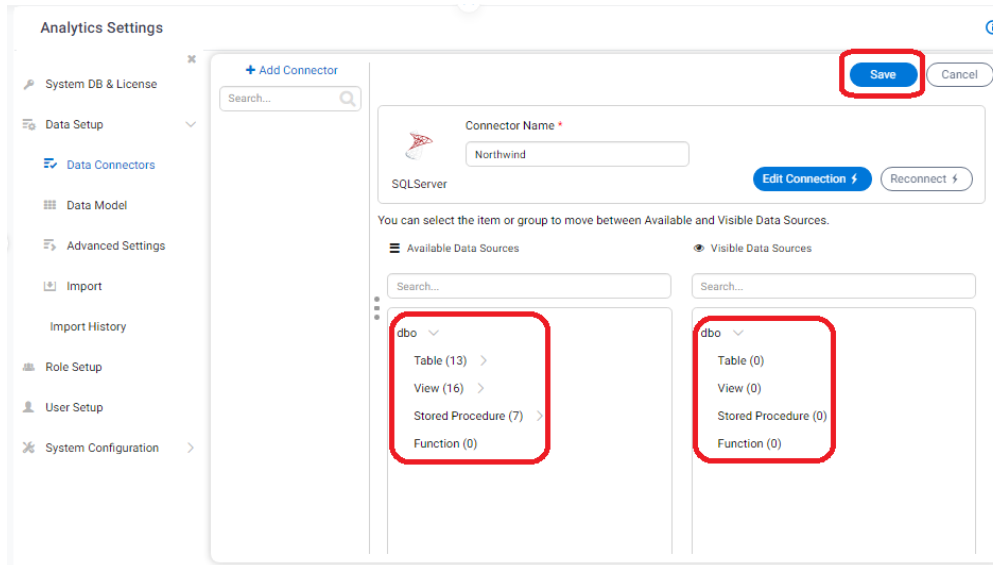 Analytics Settings
System DB & License
Data Setup
Data Connectors
Data Model
Advanced Settings
Import
Import History
Role Setup
User Setup
System Configuration
+ Add Connector
Search...
Save
Cancel
Connector Name *
Northwind
SQLServer
Edit Connection
Reconnect
You can select the item or group to move between Available and Visible Data Sources.
Available Data Sources
Search...
dbo
Table (13)
View (16)
Stored Procedure (7)
Function (0)
Visible Data Sources
Search...
dbo
Table (0)
View (0)
Stored Procedure (0)
Function (0)